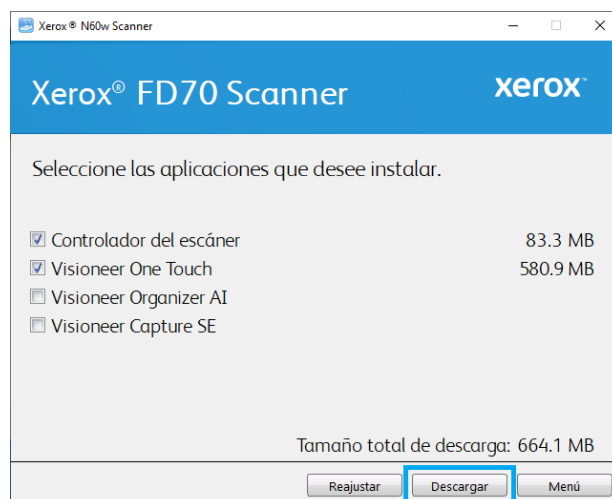 Xerox® N60w Scanner
Xerox® FD70 Scanner
xerox™
Seleccione las aplicaciones que desee instalar.
Controlador del escáner 83.3 MB
Visioneer One Touch 580.9 MB
Visioneer Organizer AI
Visioneer Capture SE
Tamaño total de descarga: 664.1 MB
Reajustar Descargar Menú